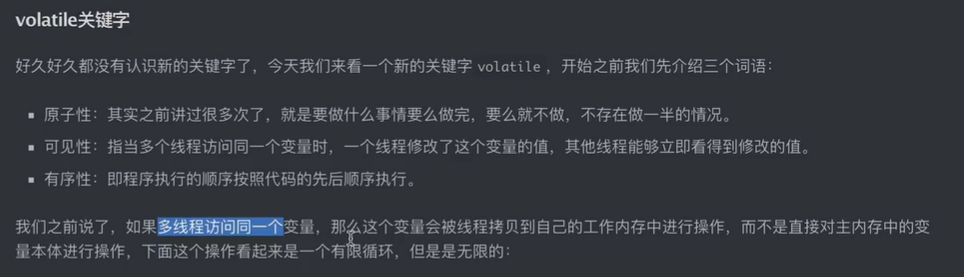 volatile关键字
好久好久都没有认识新的关键字了，今天我们来看一个新的关键字 volatile ，开始之前我们先介绍三个词语：
▪ 原子性：其实之前讲过很多次了，就是要做什么事情要么做完，要么就不做，不存在做一半的情况。
▪ 可见性：指当多个线程访问同一个变量时，一个线程修改了这个变量的值，其他线程能够立即看得到修改的值。
▪ 有序性：即程序执行的顺序按照代码的先后顺序执行。
我们之前说了，如果多线程访问同一个变量，那么这个变量会被线程拷贝到自己的工作内存中进行操作，而不是直接对主内存中的变
量本体进行操作，下面这个操作看起来是一个有限循环，但是是无限的：